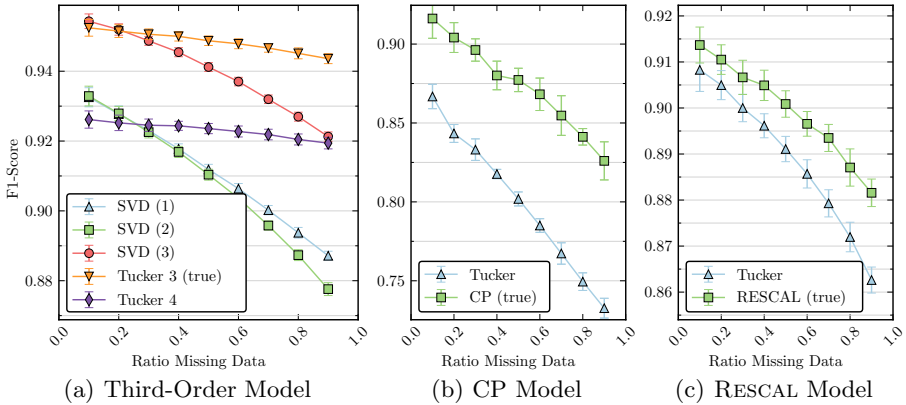 F1-Score
0.94
0.92
0.90
0.88
SVD (1)
SVD (2)
SVD (3)
Tucker 3 (true)
Tucker 4
0.0 0.2 0.4 0.6 0.8 1.0
Ratio Missing Data
(a) Third-Order Model
0.90
0.85
0.80
0.75
Tucker
CP (true)
0.0 0.2 0.4 0.6 0.8 1.0
Ratio Missing Data
(b) CP Model
0.92
0.91
0.90
0.89
0.88
0.87
0.86
Tucker
RESCAL (true)
0.0 0.2 0.4 0.6 0.8 1.0
Ratio Missing Data
(c) RESCAL Model